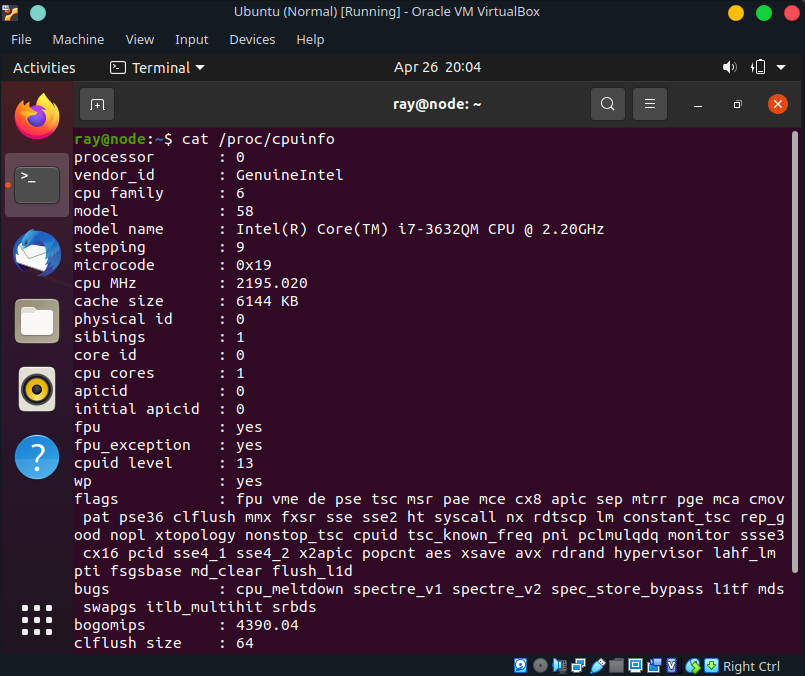 Ubuntu (Normal) [Running] - Oracle VM VirtualBox
File Machine View Input Devices Help
Activities Terminal Apr 26 20:04
ray@node: ~
ray@node:~$ cat /proc/cpuinfo
processor : 0
vendor_id : GenuineIntel
cpu family : 6
model : 58
model name : Intel(R) Core(TM) i7-3632QM CPU @ 2.20GHz
stepping : 9
microcode : 0x19
cpu MHz : 2195.020
cache size : 6144 KB
physical id : 0
siblings : 1
core id : 0
cpu cores : 1
apicid : 0
initial apicid : 0
fpu : yes
fpu_exception : yes
cpuid level : 13
wp : yes
flags : fpu vme de pse tsc msr pae mce cx8 apic sep mtrr pge mca cmov
pat pse36 clflush mmx fxsr sse sse2 ht syscall nx rdtscp lm constant_tsc rep_g
ood nopl xtopology nonstop_tsc cpuid tsc_known_freq pni pclmulqdq monitor ssse3
cx16 pcid sse4_1 sse4_2 x2apic popcnt aes xsave avx rdrand hypervisor lahf_lm
pti fsgsbase md_clear flush_l1d
bugs : cpu_meltdown spectre_v1 spectre_v2 spec_store_bypass l1tf mds
swapgs itlb_multihit srbds
bogomips : 4390.04
clflush size : 64
Right Ctrl